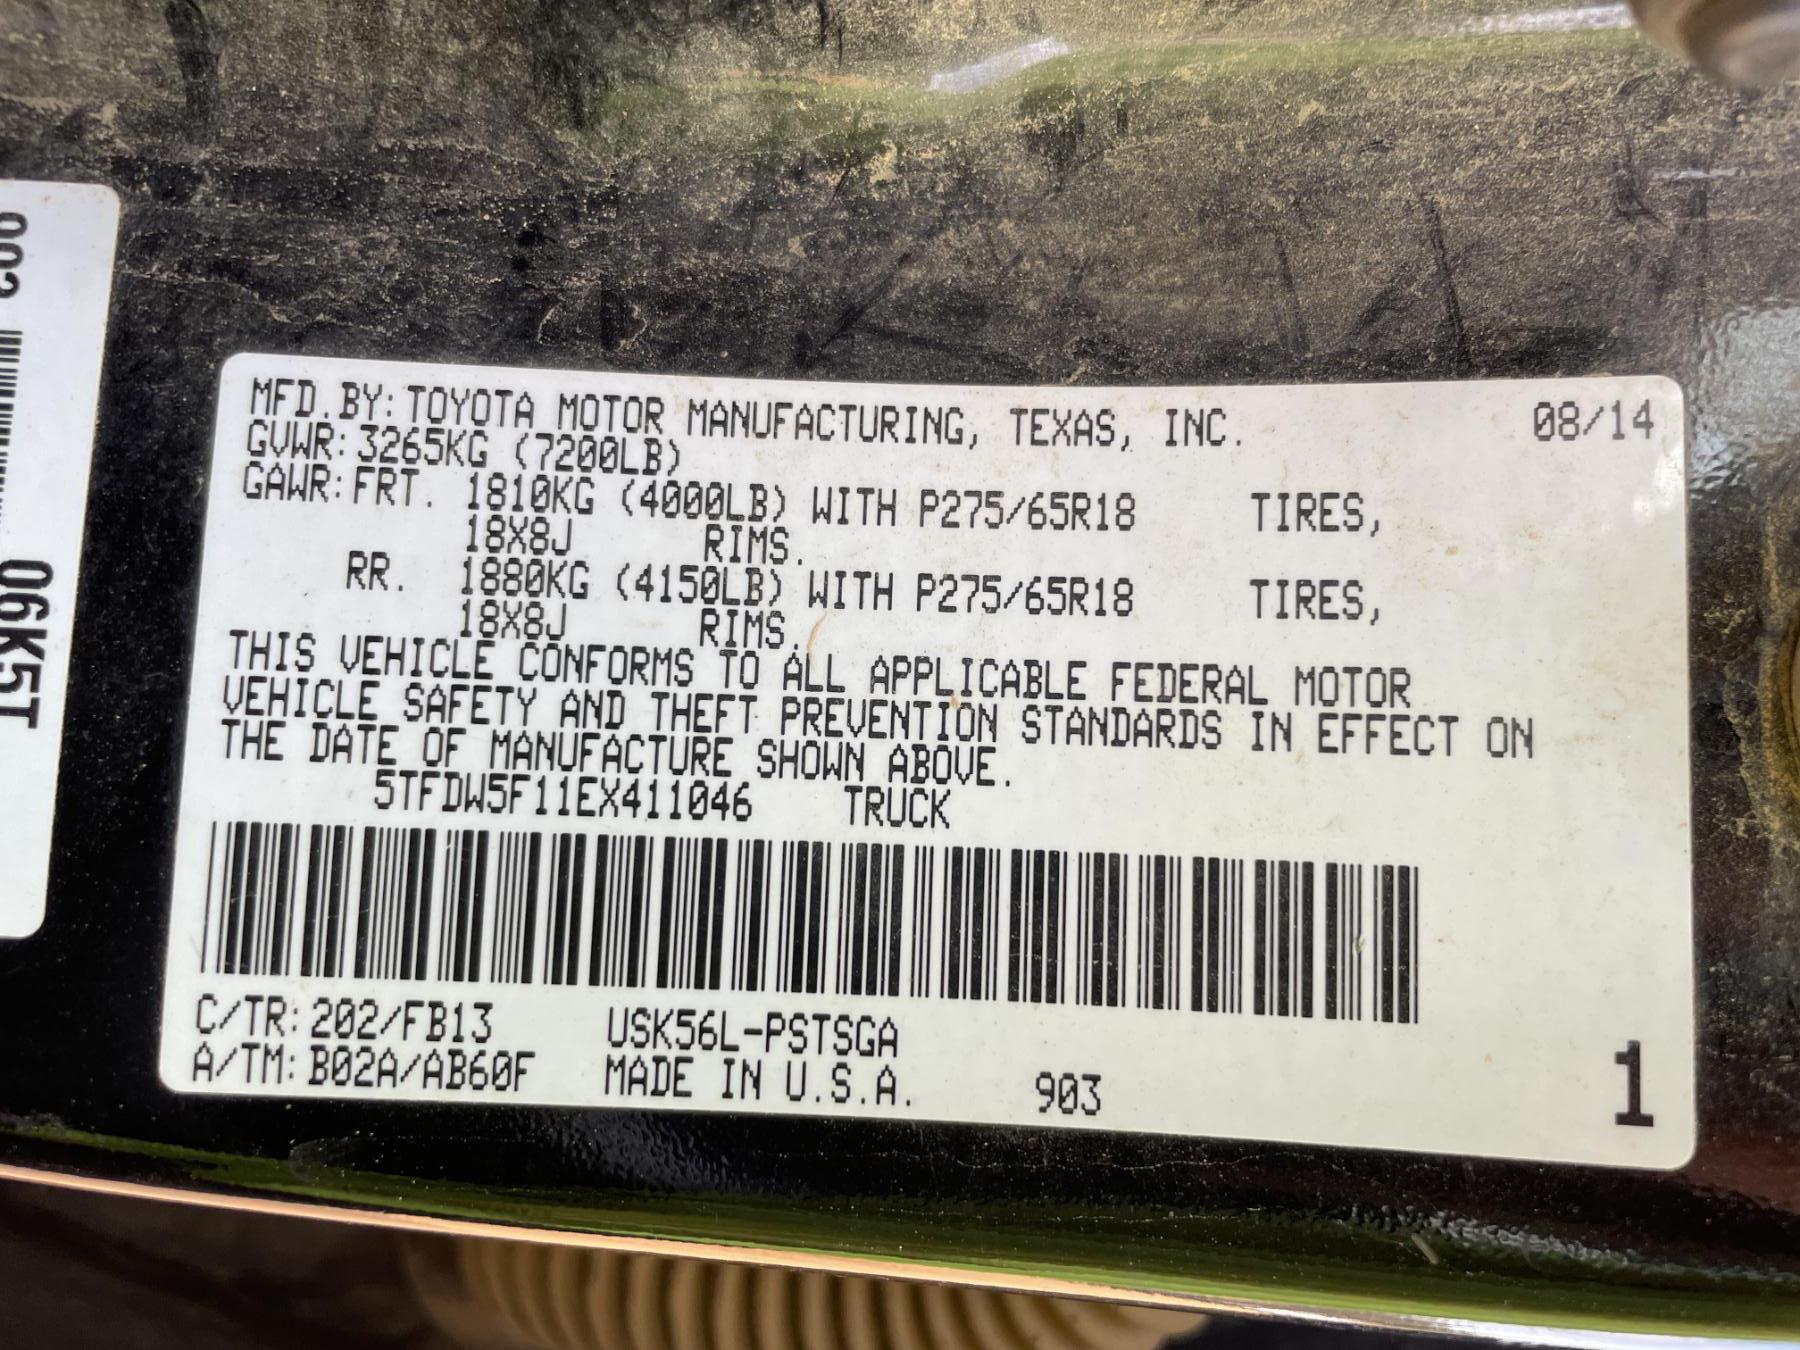 MFD.BY: TOYOTA MOTOR MANUFACTURING, TEXAS, INC. 08/14
GVWR: 3265KG (7200LB)
GAWR: FRT. 1810KG (4000LB) WITH P275/65R18 TIRES,
18X8J RIMS.
RR. 1880KG (4150LB) WITH P275/65R18 TIRES,
18X8J RIMS.
THIS VEHICLE CONFORMS TO ALL APPLICABLE FEDERAL MOTOR
VEHICLE SAFETY AND THEFT PREVENTION STANDARDS IN EFFECT ON
THE DATE OF MANUFACTURE SHOWN ABOVE.
5TFDW5F11EX411046 TRUCK
C/TR: 202/FB13 USK56L-PSTSGA
A/TM: B02A/AB60F MADE IN U.S.A. 903 1
06K5T